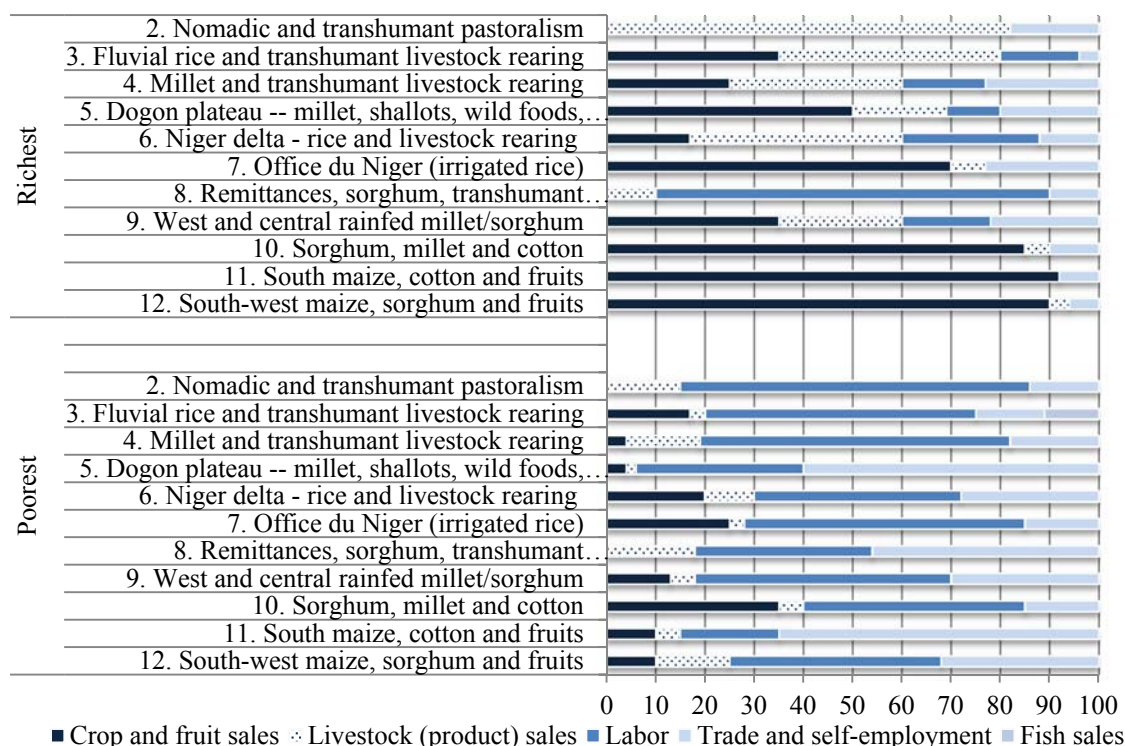 Richest
2. Nomadic and transhumant pastoralism
3. Fluvial rice and transhumant livestock rearing
4. Millet and transhumant livestock rearing
5. Dogon plateau -- millet, shallots, wild foods,…
6. Niger delta - rice and livestock rearing
7. Office du Niger (irrigated rice)
8. Remittances, sorghum, transhumant…
9. West and central rainfed millet/sorghum
10. Sorghum, millet and cotton
11. South maize, cotton and fruits
12. South-west maize, sorghum and fruits
Poorest
2. Nomadic and transhumant pastoralism
3. Fluvial rice and transhumant livestock rearing
4. Millet and transhumant livestock rearing
5. Dogon plateau -- millet, shallots, wild foods,…
6. Niger delta - rice and livestock rearing
7. Office du Niger (irrigated rice)
8. Remittances, sorghum, transhumant…
9. West and central rainfed millet/sorghum
10. Sorghum, millet and cotton
11. South maize, cotton and fruits
12. South-west maize, sorghum and fruits
0 10 20 30 40 50 60 70 80 90 100
Crop and fruit sales Livestock (product) sales Labor Trade and self-employment Fish sales